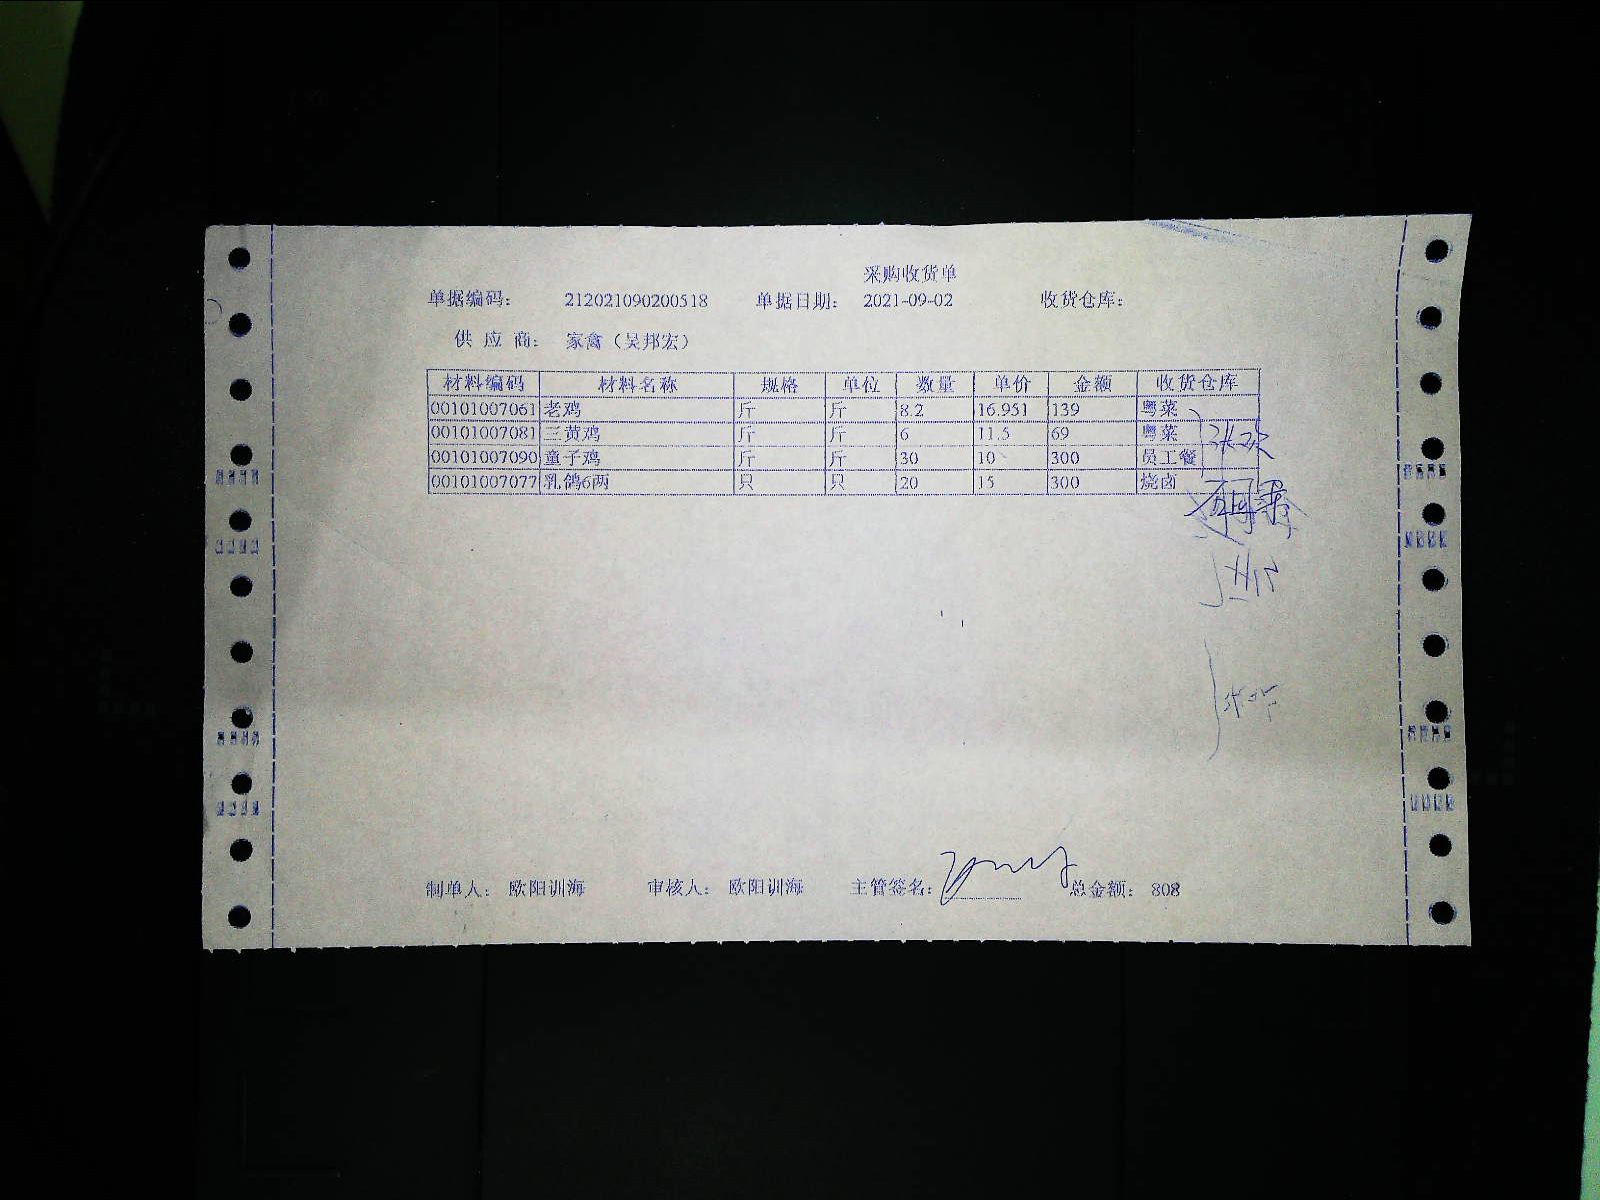 采购收货单
单据编码： 212021090200518 单据日期： 2021-09-02 收货仓库：
供 应 商： 家禽（吴邦宏）
材料编码 材料名称 规格 单位 数量 单价 金额 收货仓库
00101007061 老鸡 斤 斤 8.2 16.951 139 粤菜
00101007081 三黄鸡 斤 斤 6 11.5 69 粤菜
00101007090 童子鸡 斤 斤 30 10 300 员工餐
00101007077 乳鸽6两 只 只 20 15 300 烧卤
制单人： 欧阳训海 审核人： 欧阳训海 主管签名： 总金额： 808